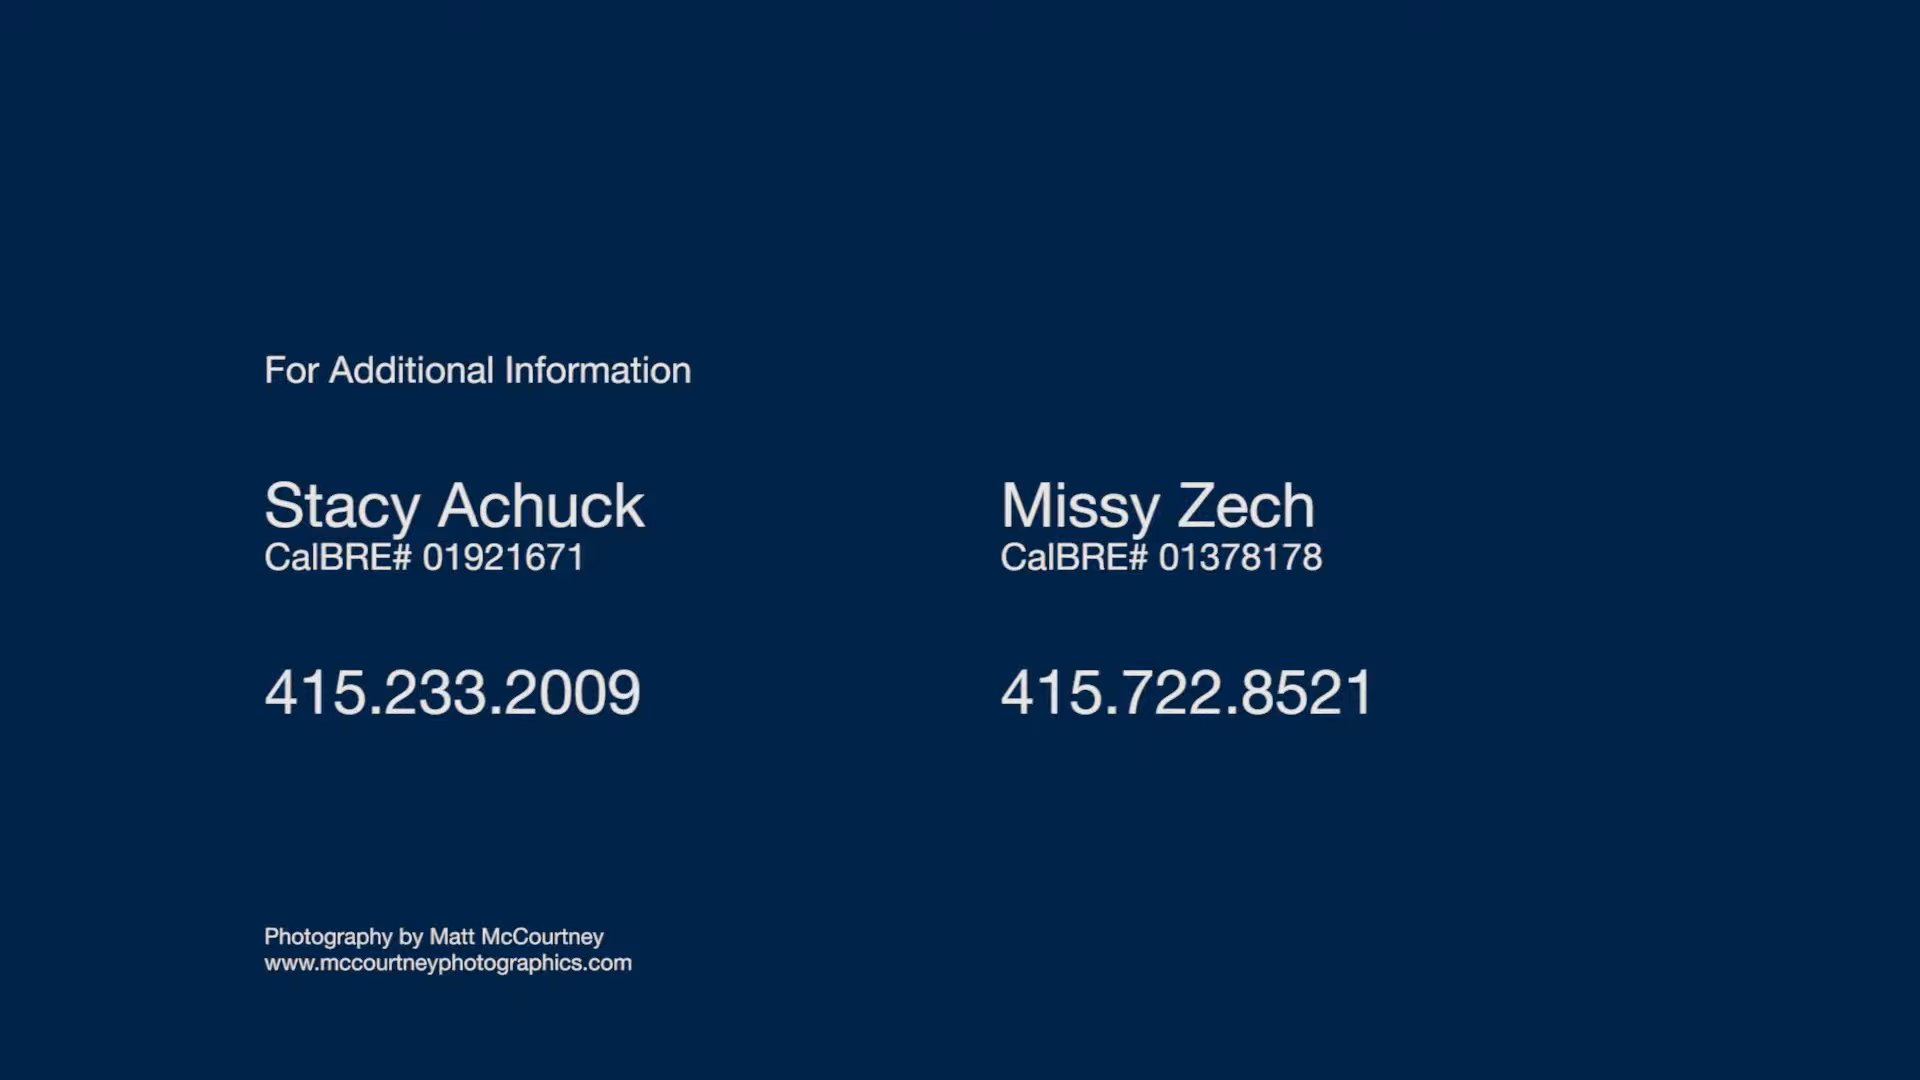 For Additional Information
Stacy Achuck
CalBRE# 01921671
415.233.2009
Missy Zech
CalBRE# 01378178
415.722.8521
Photography by Matt McCourtney
www.mccourtneyphotographics.com